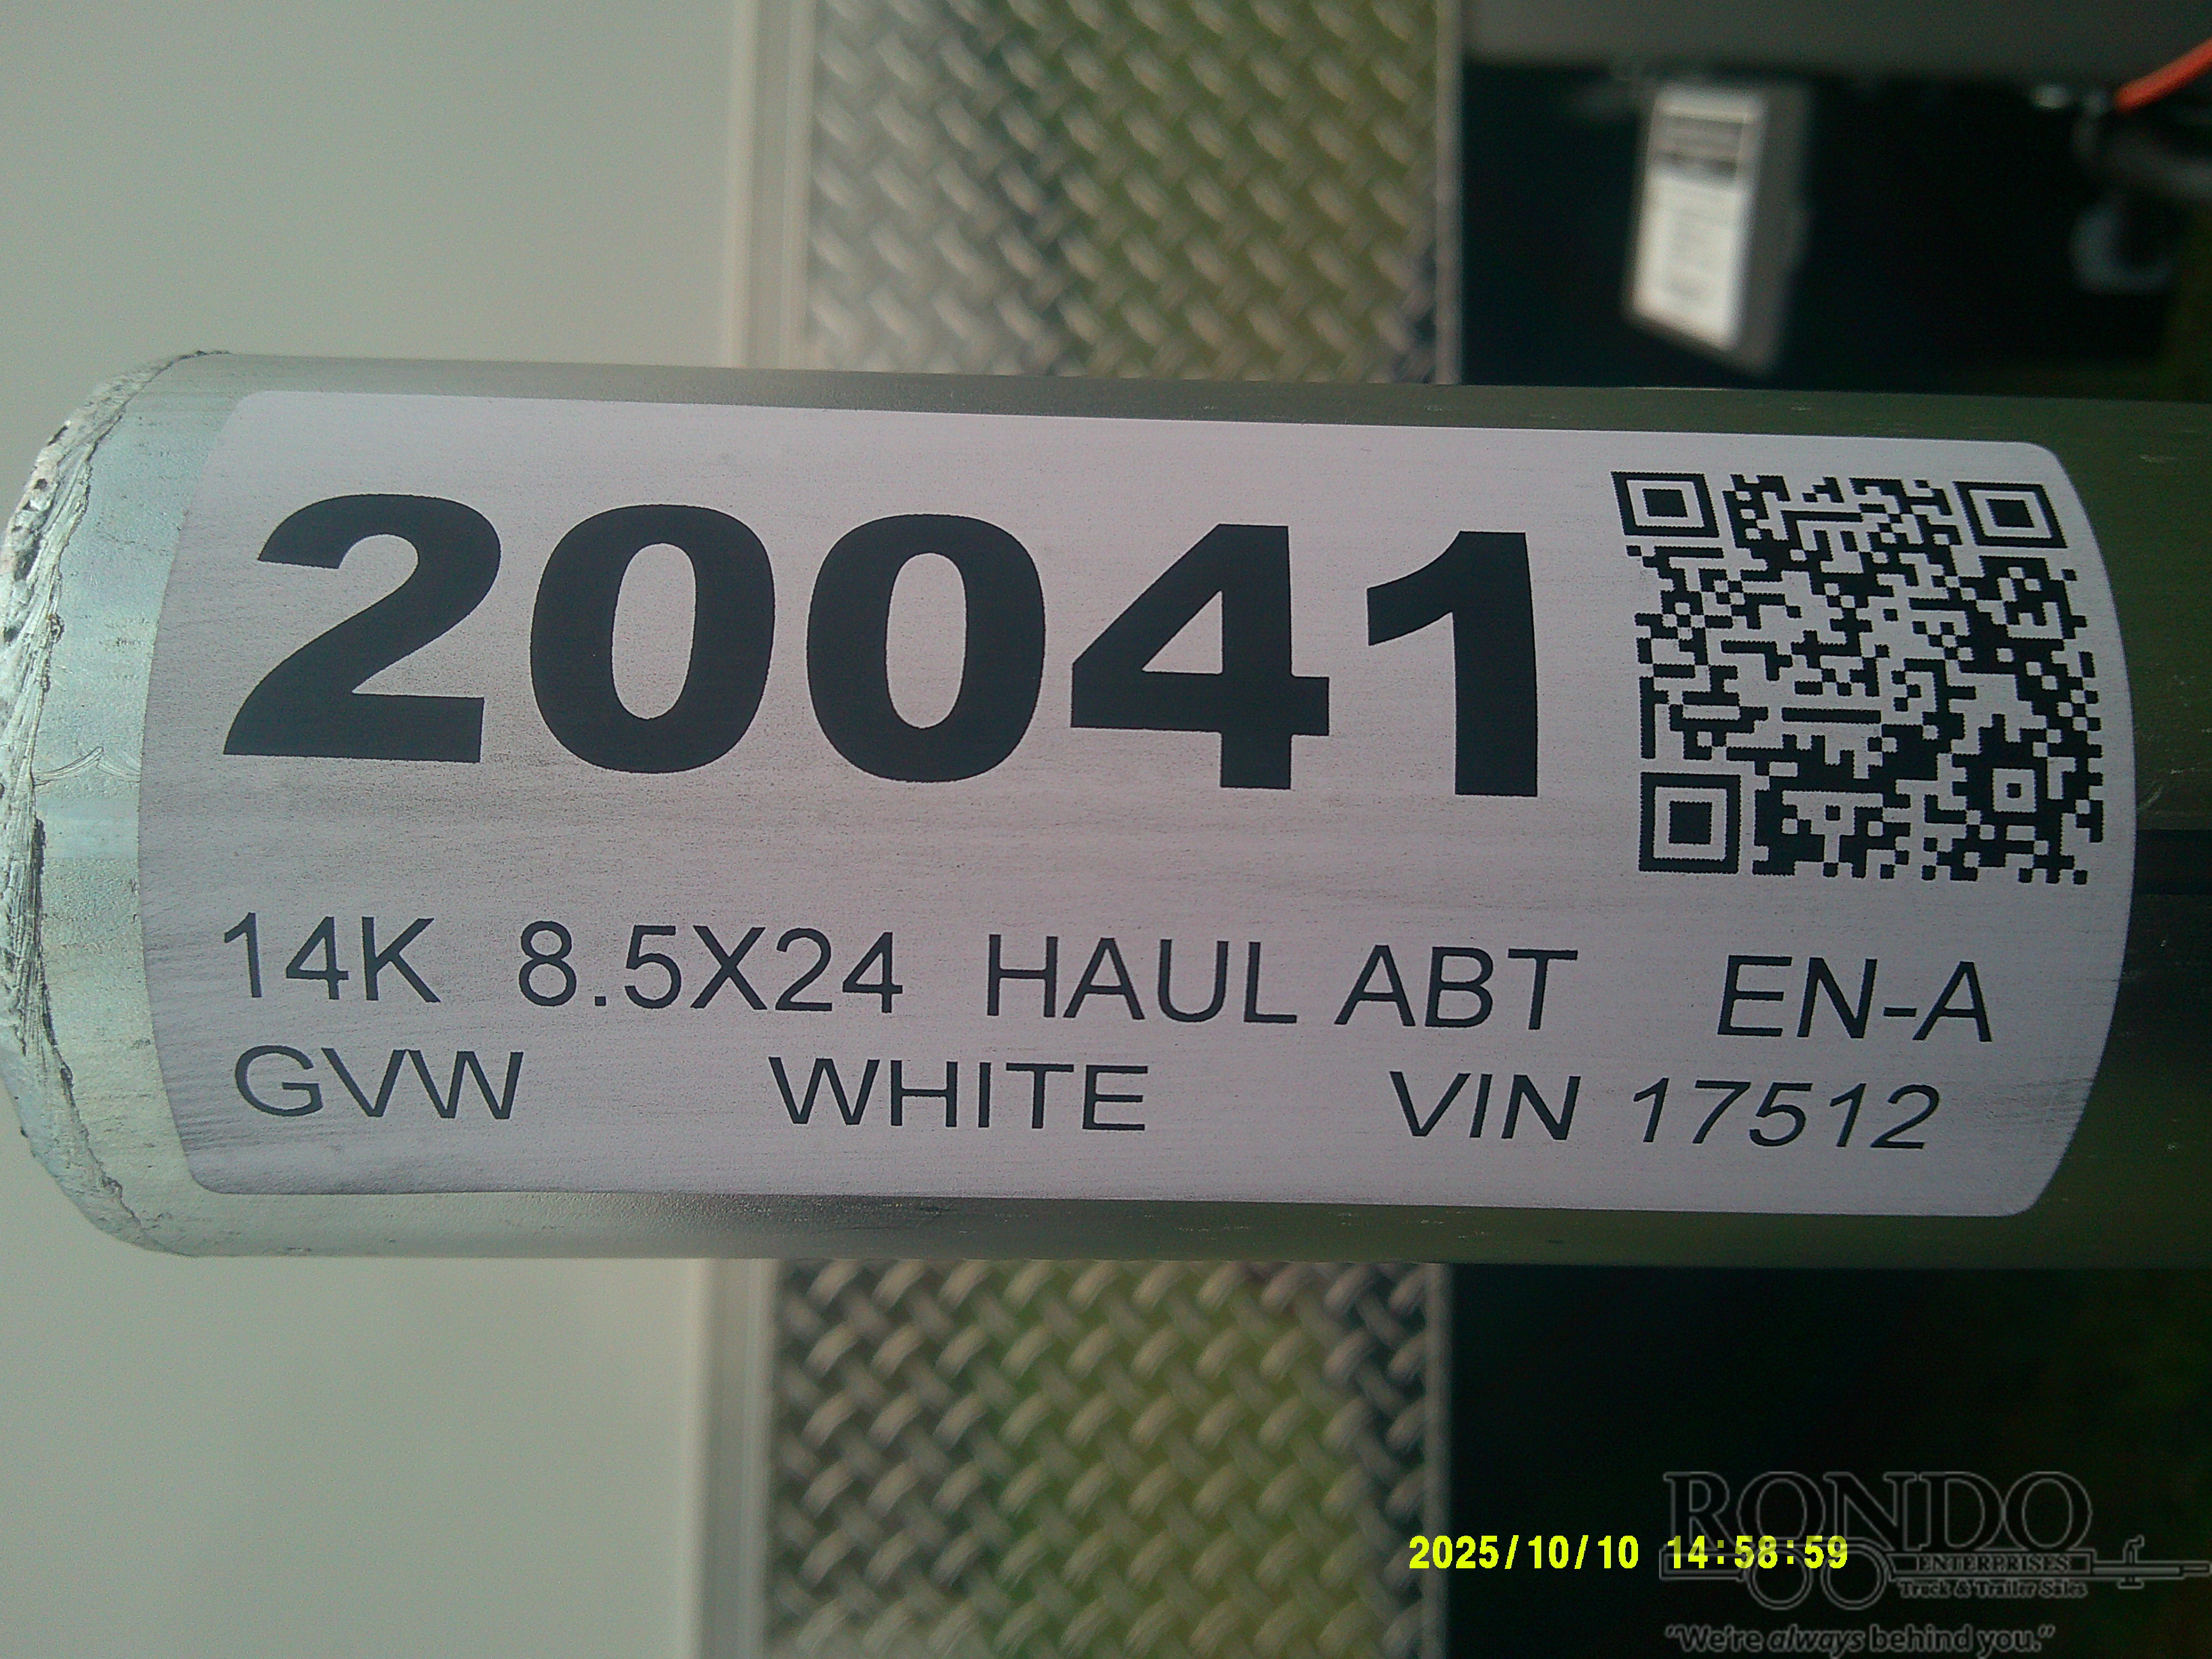 20041
14K 8.5X24 HAUL ABT EN-A
GVW WHITE VIN 17512
2025/10/10 14:58:59
RONDO
ENTERPRISES
Truck & Trailer Sales
"We're always behind you."